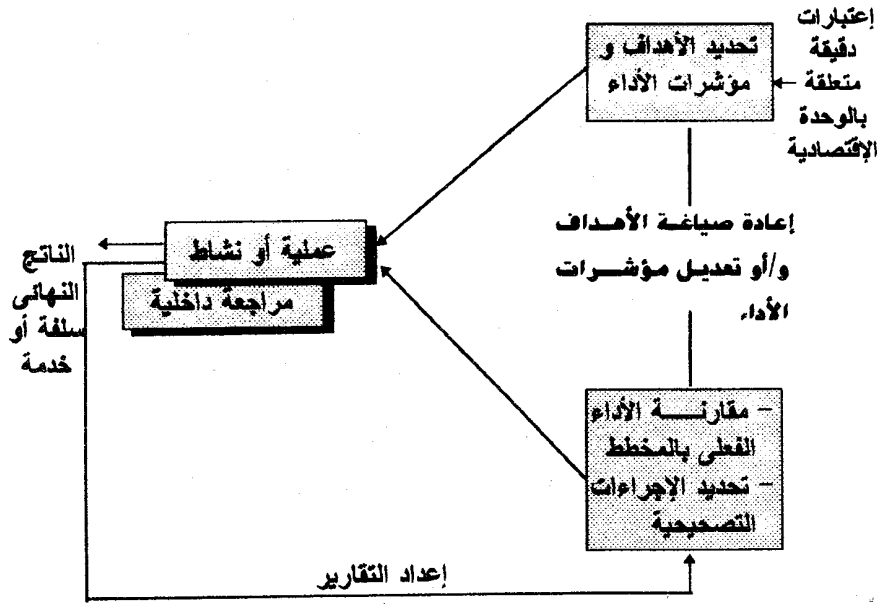 إعتبارات
دقيقة
متعلقة
بالوحدة
الإقتصادية
تحديد الأهداف و
مؤشرات الأداء
إعادة صياغة الأهداف
و/أو تعديل مؤشرات
الأداء
عملية أو نشاط
مراجعة داخلية
الناتج
النهائى
سلفة أو
خدمة
- مقارنة الأداء
الفعلى بالمخطط
- تحديد الإجراءات
التصحيحية
إعداد التقارير